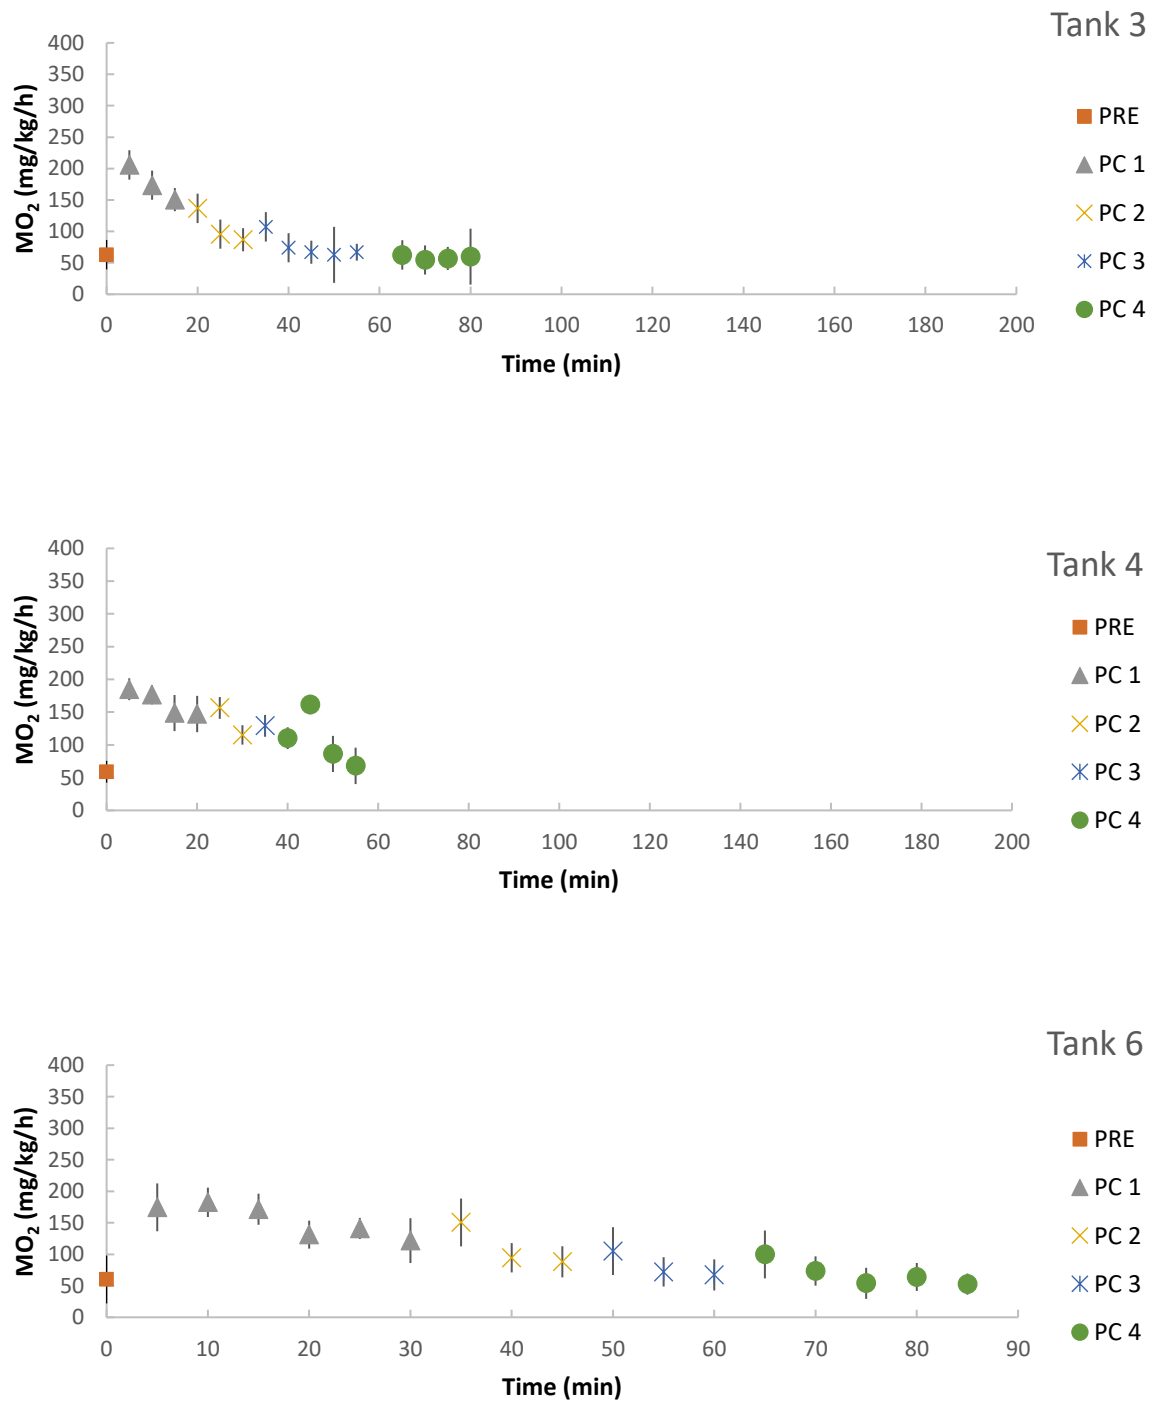 Tank 3
400
350
300
250
200
150
100
50
0
MO₂ (mg/kg/h)
0 20 40 60 80 100 120 140 160 180 200
Time (min)
PRE
PC 1
PC 2
PC 3
PC 4
Tank 4
400
350
300
250
200
150
100
50
0
MO₂ (mg/kg/h)
0 20 40 60 80 100 120 140 160 180 200
Time (min)
PRE
PC 1
PC 2
PC 3
PC 4
Tank 6
400
350
300
250
200
150
100
50
0
MO₂ (mg/kg/h)
0 10 20 30 40 50 60 70 80 90
Time (min)
PRE
PC 1
PC 2
PC 3
PC 4